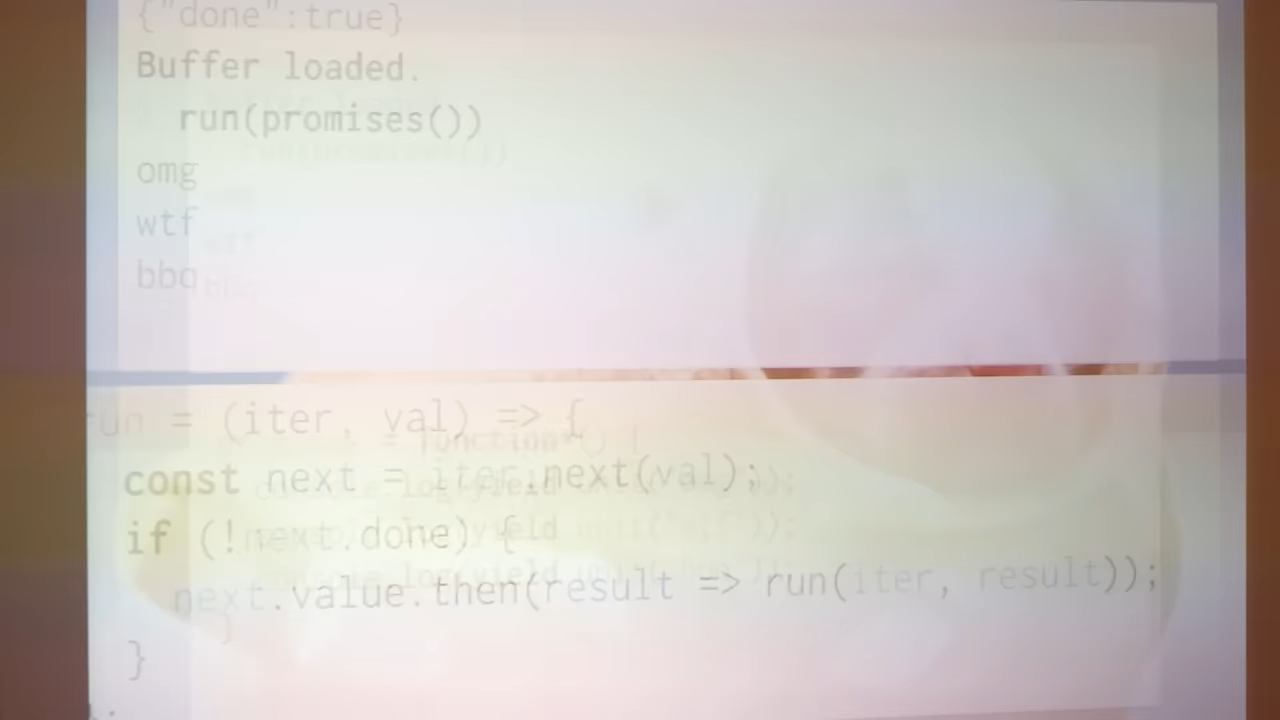 {"done":true}
Buffer loaded.
run(promises())
omg
wtf
bbq
run = (iter, val) => {
const next = iter.next(val);
if (!next.done) {
next.value.then(result => run(iter, result));
}